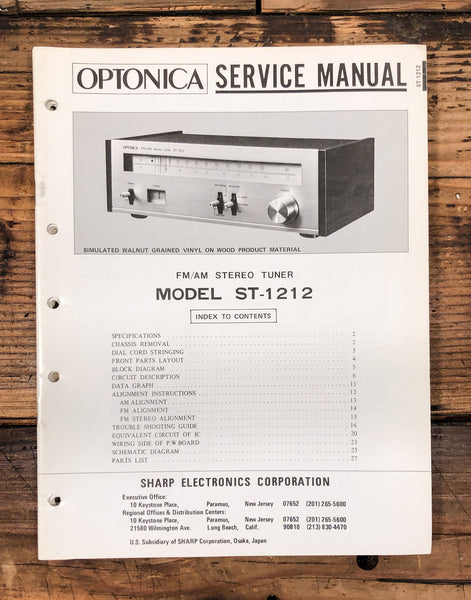 OPTONICA SERVICE MANUAL
ST-1212
OPTONICA
SIMULATED WALNUT GRAINED VINYL ON WOOD PRODUCT MATERIAL
FM/AM STEREO TUNER
MODEL ST-1212
INDEX TO CONTENTS
SPECIFICATIONS 2
CHASSIS REMOVAL 2
DIAL CORD STRINGING 3
FRONT PARTS LAYOUT 4
BLOCK DIAGRAM 5
CIRCUIT DESCRIPTION 6
DATA GRAPH 11
ALIGNMENT INSTRUCTIONS 12
AM ALIGNMENT 13
FM ALIGNMENT 14
FM STEREO ALIGNMENT 15
TROUBLE SHOOTING GUIDE 16
EQUIVALENT CIRCUIT OF IC 20
WIRING SIDE OF P.W.BOARD 23
SCHEMATIC DIAGRAM 25
PARTS LIST 27
SHARP ELECTRONICS CORPORATION
Executive Office:
10 Keystone Place, Paramus, New Jersey 07652 (201) 265-5600
Regional Offices & Distribution Centers:
10 Keystone Place, Paramus, New Jersey 07652 (201) 265-5600
21580 Wilmington Ave. Long Beach, Calif. 90810 (213) 830-4470
U.S. Subsidiary of SHARP Corporation, Osaka, Japan